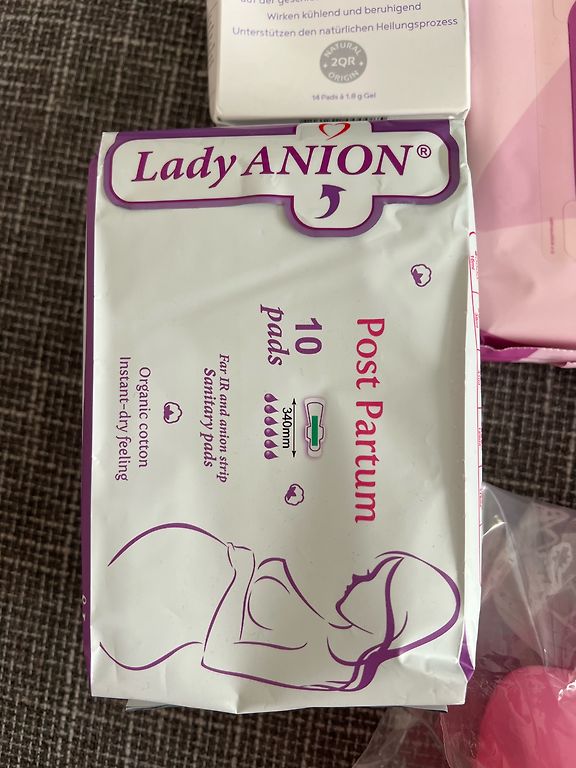 Wirken kühlend und beruhigend
Unterstützen den natürlichen Heilungsprozess
NATURAL
2QR
ORIGIN
14 Pads à 1.8 g Gel
Lady ANION®
Post Partum
10
pads
340mm
Far IR and anion strip
Sanitary pads
Organic cotton
Instant-dry feeling